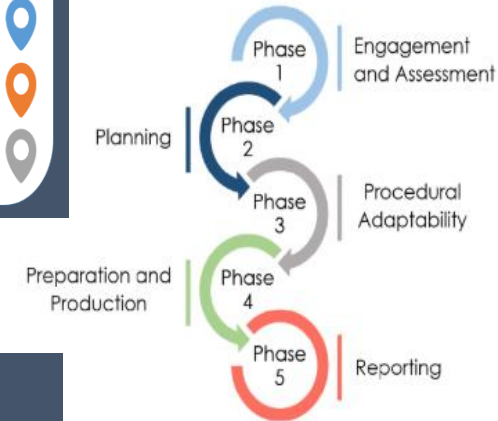 Phase
1
Engagement
and Assessment
Planning
Phase
2
Phase
3
Procedural
Adaptability
Preparation and
Production
Phase
4
Phase
5
Reporting